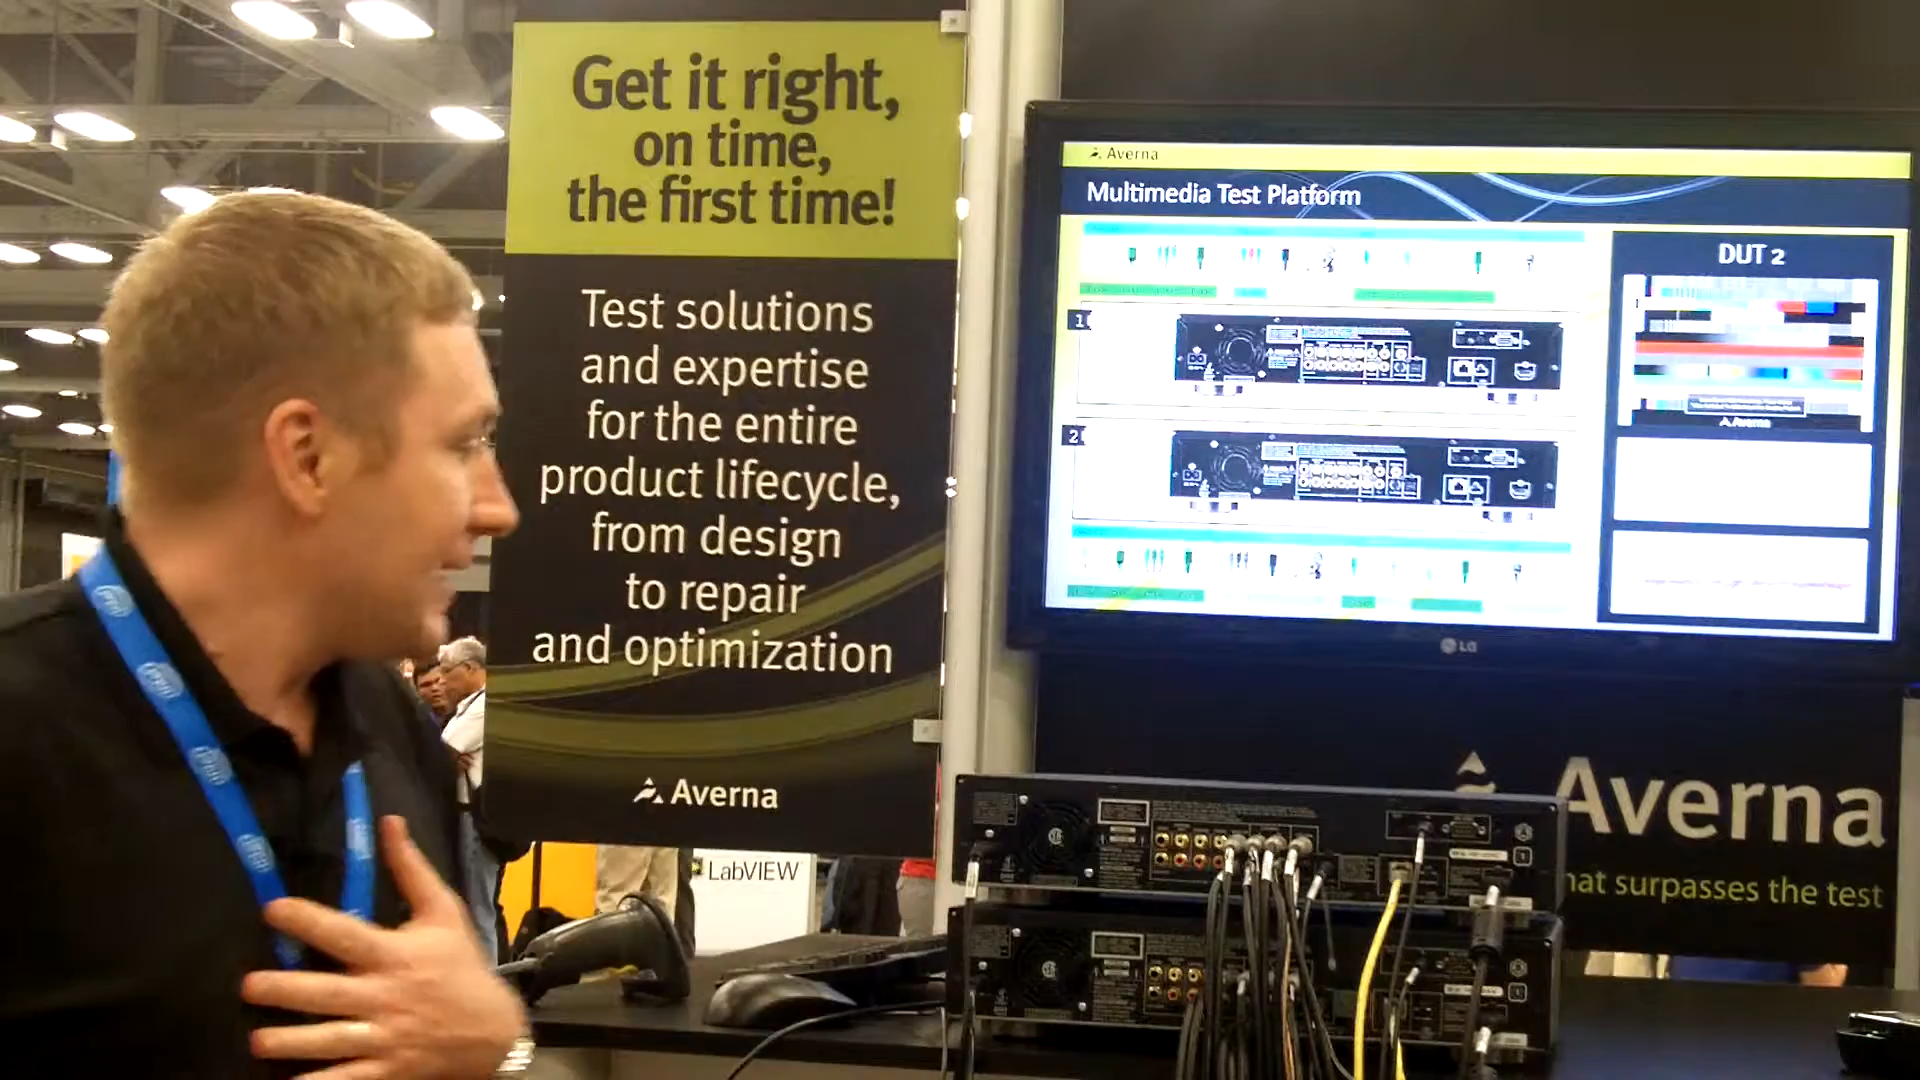 Get it right,
on time,
the first time!
Test solutions
and expertise
for the entire
product lifecycle,
from design
to repair
and optimization
Averna
Averna
Multimedia Test Platform
DUT 2
1
2
Averna
LG
LabVIEW
Averna
hat surpasses the test